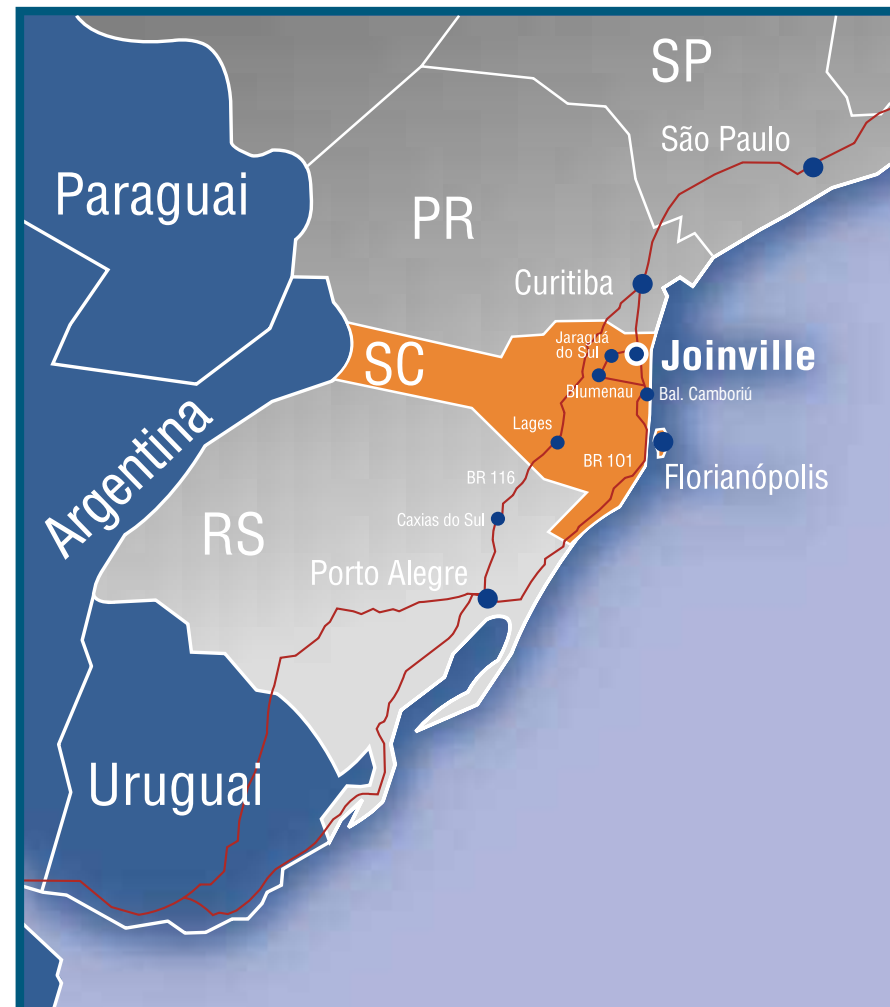 SP
São Paulo
Paraguai
PR
Curitiba
Jaraguá
do Sul
Joinville
SC
Blumenau
Bal. Camboriú
Lages
BR 101
Florianópolis
BR 116
Argentina
Caxias do Sul
RS
Porto Alegre
Uruguai